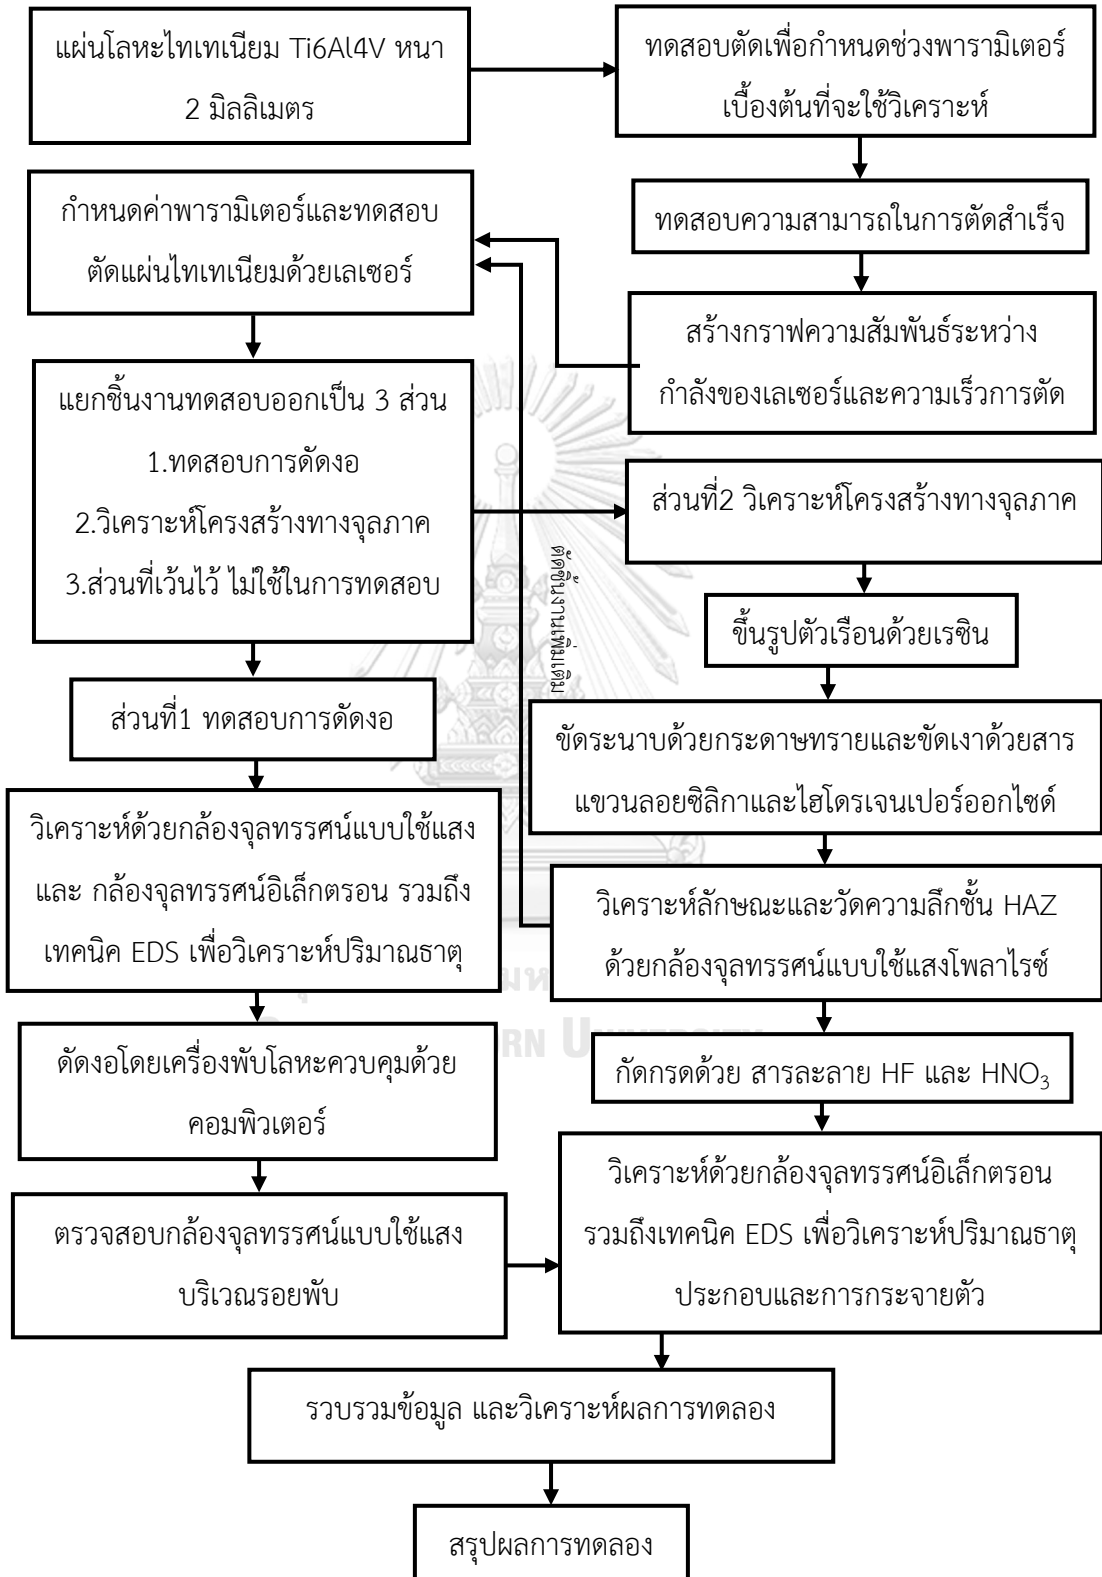 แผ่นโลหะไทเทเนียม Ti6Al4V หนา
2 มิลลิเมตร
ทดสอบตัดเพื่อกำหนดช่วงพารามิเตอร์
เบื้องต้นที่จะใช้วิเคราะห์
ทดสอบความสามารถในการตัดสำเร็จ
สร้างกราฟความสัมพันธ์ระหว่าง
กำลังของเลเซอร์และความเร็วการตัด
กำหนดค่าพารามิเตอร์และทดสอบ
ตัดแผ่นไทเทเนียมด้วยเลเซอร์
แยกชิ้นงานทดสอบออกเป็น 3 ส่วน
1.ทดสอบการดัดงอ
2.วิเคราะห์โครงสร้างทางจุลภาค
3.ส่วนที่เว้นไว้ ไม่ใช้ในการทดสอบ
ส่วนที่2 วิเคราะห์โครงสร้างทางจุลภาค
ตัดชิ้นงานเพิ่มเติม
ขึ้นรูปตัวเรือนด้วยเรซิน
ขัดระนาบด้วยกระดาษทรายและขัดเงาด้วยสาร
แขวนลอยซิลิกาและไฮโดรเจนเปอร์ออกไซด์
วิเคราะห์ลักษณะและวัดความลึกชั้น HAZ
ด้วยกล้องจุลทรรศน์แบบใช้แสงโพลาไรซ์
กัดกรดด้วย สารละลาย HF และ HNO₃
ส่วนที่1 ทดสอบการดัดงอ
วิเคราะห์ด้วยกล้องจุลทรรศน์แบบใช้แสง
และ กล้องจุลทรรศน์อิเล็กตรอน รวมถึง
เทคนิค EDS เพื่อวิเคราะห์ปริมาณธาตุ
ดัดงอโดยเครื่องพับโลหะควบคุมด้วย
คอมพิวเตอร์
ตรวจสอบกล้องจุลทรรศน์แบบใช้แสง
บริเวณรอยพับ
วิเคราะห์ด้วยกล้องจุลทรรศน์อิเล็กตรอน
รวมถึงเทคนิค EDS เพื่อวิเคราะห์ปริมาณธาตุ
ประกอบและการกระจายตัว
รวบรวมข้อมูล และวิเคราะห์ผลการทดลอง
สรุปผลการทดลอง